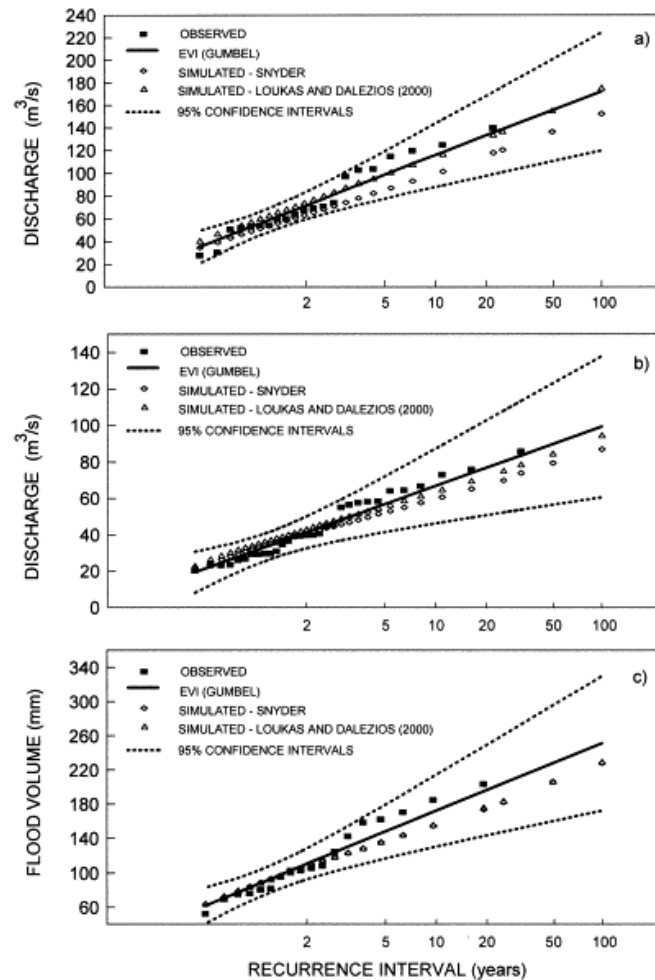 240
220
200
180
160
140
120
100
80
60
40
20
0
DISCHARGE (m³/s)
OBSERVED
EVI (GUMBEL)
SIMULATED - SNYDER
SIMULATED - LOUKAS AND DALEZIOS (2000)
95% CONFIDENCE INTERVALS
a)
2 5 10 20 50 100
140
120
100
80
60
40
20
0
DISCHARGE (m³/s)
OBSERVED
EVI (GUMBEL)
SIMULATED - SNYDER
SIMULATED - LOUKAS AND DALEZIOS (2000)
95% CONFIDENCE INTERVALS
b)
2 5 10 20 50 100
340
300
260
220
180
140
100
60
FLOOD VOLUME (mm)
OBSERVED
EVI (GUMBEL)
SIMULATED - SNYDER
SIMULATED - LOUKAS AND DALEZIOS (2000)
95% CONFIDENCE INTERVALS
c)
2 5 10 20 50 100
RECURRENCE INTERVAL (years)